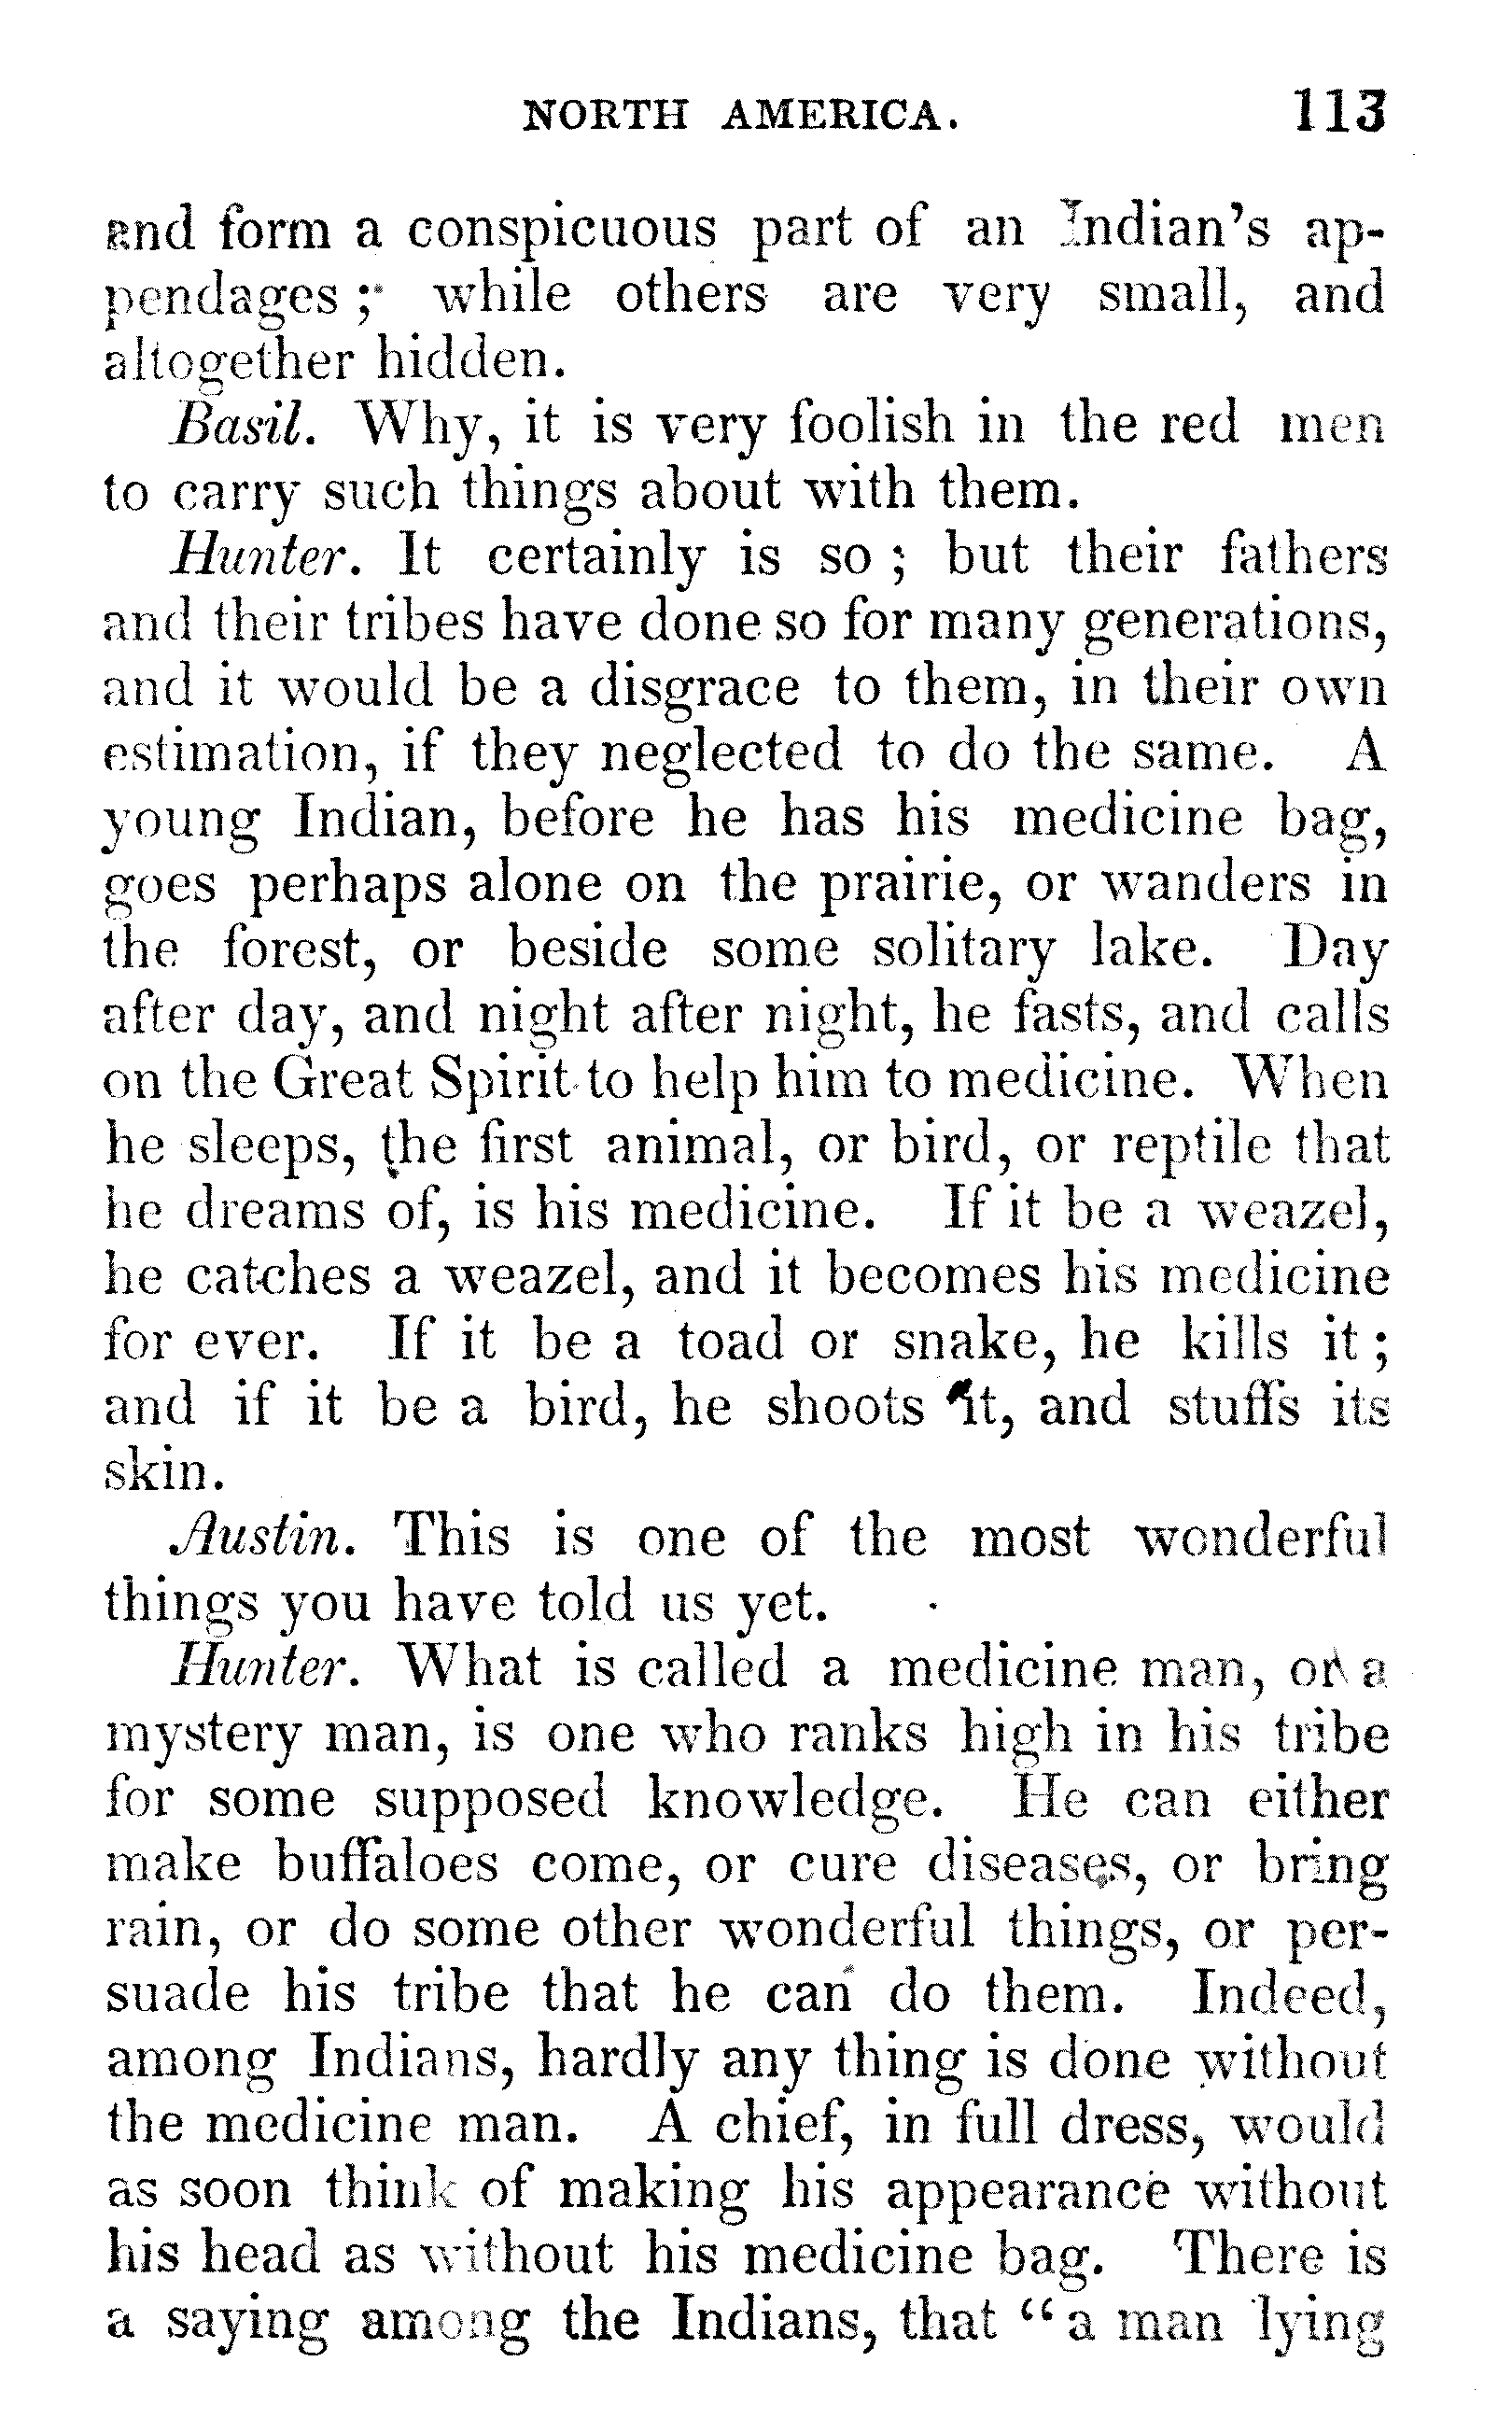 NORTH AMERICA. 113
and form a conspicuous part of an Indian's ap-
pendages; while others are very small, and
altogether hidden.
Basil. Why, it is very foolish in the red men
to carry such things about with them.
Hunter. It certainly is so; but their fathers
and their tribes have done so for many generations,
and it would be a disgrace to them, in their own
estimation, if they neglected to do the same. A
young Indian, before he has his medicine bag,
goes perhaps alone on the prairie, or wanders in
the forest, or beside some solitary lake. Day
after day, and night after night, he fasts, and calls
on the Great Spirit to help him to medicine. When
he sleeps, the first animal, or bird, or reptile that
he dreams of, is his medicine. If it be a weazel,
he catches a weazel, and it becomes his medicine
for ever. If it be a toad or snake, he kills it;
and if it be a bird, he shoots it, and stuffs its
skin.
Austin. This is one of the most wonderful
things you have told us yet.
Hunter. What is called a medicine man, or a
mystery man, is one who ranks high in his tribe
for some supposed knowledge. He can either
make buffaloes come, or cure diseases, or bring
rain, or do some other wonderful things, or per-
suade his tribe that he can do them. Indeed,
among Indians, hardly any thing is done without
the medicine man. A chief, in full dress, would
as soon think of making his appearance without
his head as without his medicine bag. There is
a saying among the Indians, that "a man lying